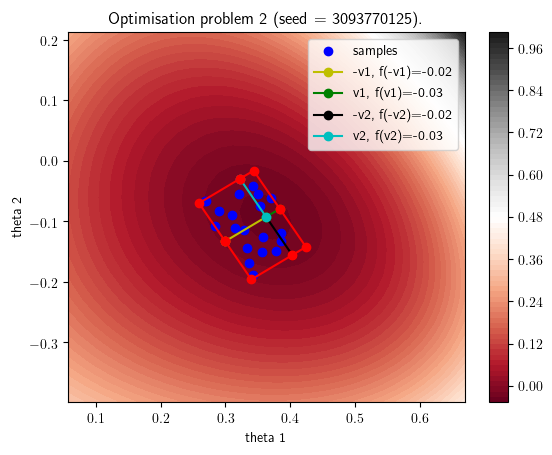 Optimisation problem 2 (seed = 3093770125).
samples
-v1, f(-v1)=-0.02
v1, f(v1)=-0.03
-v2, f(-v2)=-0.02
v2, f(v2)=-0.03
theta 2
0.2
0.1
0.0
−0.1
−0.2
−0.3
0.1
0.2
0.3
0.4
0.5
0.6
theta 1
0.96
0.84
0.72
0.60
0.48
0.36
0.24
0.12
0.00